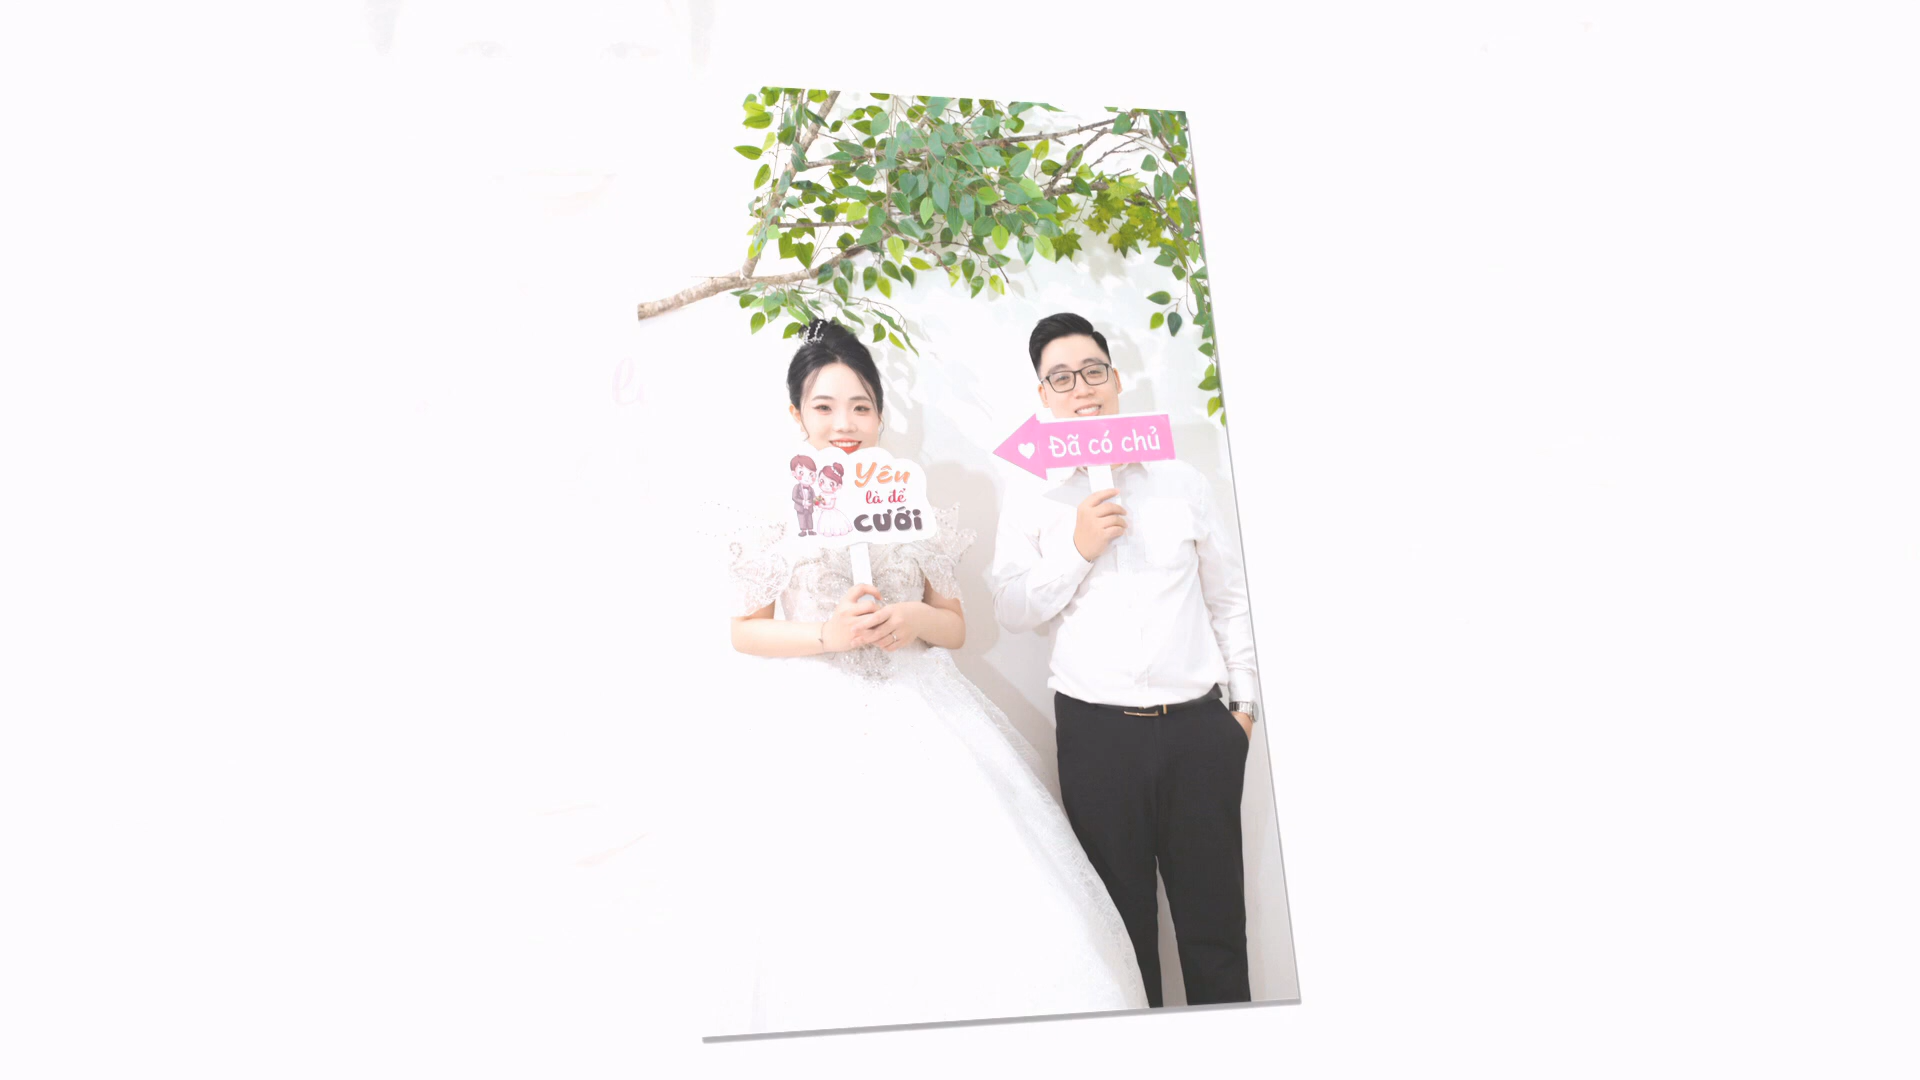 Yêu
là để
cưới
Đã có chủ